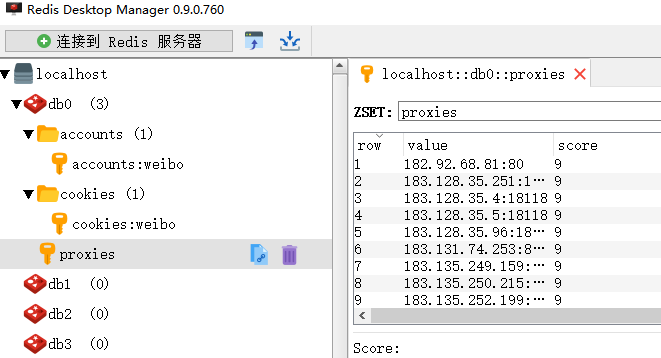 Redis Desktop Manager 0.9.0.760
连接到 Redis 服务器
localhost
db0 (3)
accounts (1)
accounts:weibo
cookies (1)
cookies:weibo
proxies
db1 (0)
db2 (0)
db3 (0)
localhost::db0::proxies
ZSET: proxies
row value score
1 182.92.68.81:80 9
2 183.128.35.251:1… 9
3 183.128.35.4:18118 9
4 183.128.35.5:18118 9
5 183.128.35.96:18… 9
6 183.131.74.253:8… 9
7 183.135.249.159:… 9
8 183.135.250.215:… 9
9 183.135.252.199:… 9
Score: